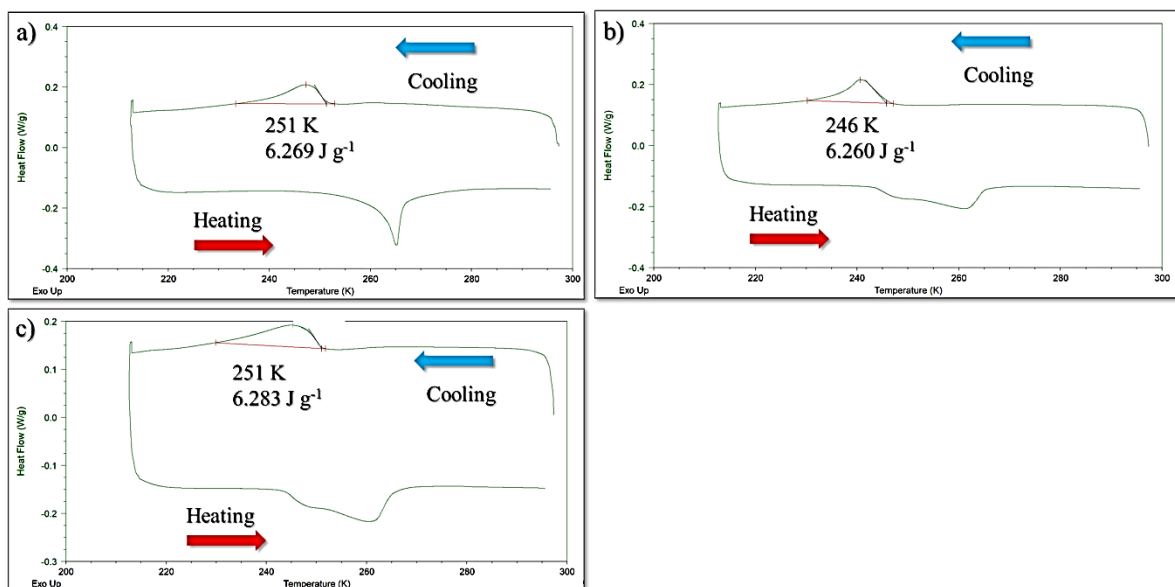 a)
Cooling
251 K
6.269 J g⁻¹
Heating
Heat Flow (W/g)
0.4
0.2
0.0
-0.2
-0.4
200
220
240
260
280
300
Exo Up
Temperature (K)
b)
Cooling
246 K
6.260 J g⁻¹
Heating
Heat Flow (W/g)
0.4
0.2
0.0
-0.2
-0.4
200
220
240
260
280
300
Exo Up
Temperature (K)
c)
Cooling
251 K
6.283 J g⁻¹
Heating
Heat Flow (W/g)
0.2
0.1
0.0
-0.1
-0.2
-0.3
200
220
240
260
280
300
Exo Up
Temperature (K)